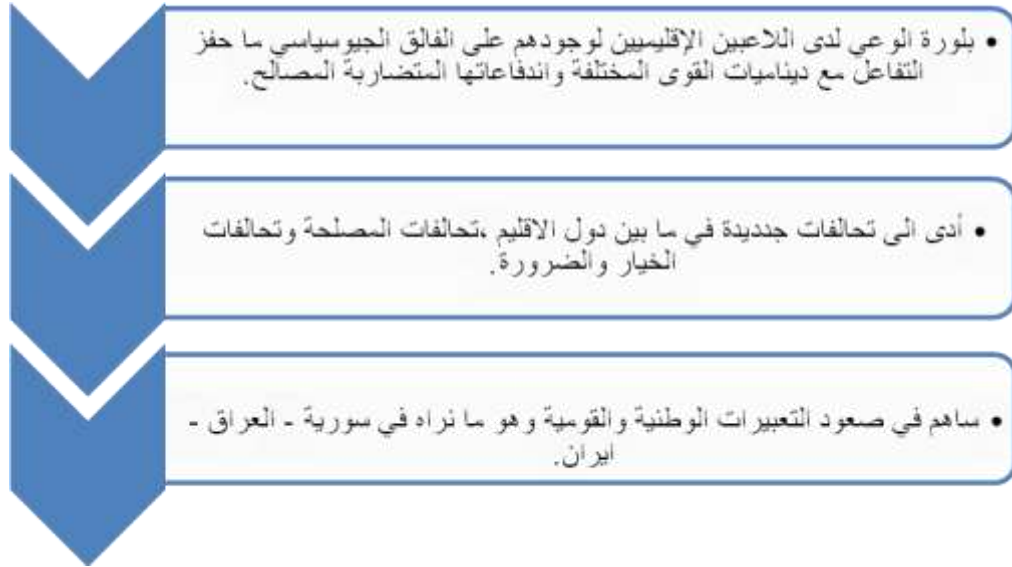 • بلورة الوعي لدى اللاعبين الإقليميين لوجودهم على الفالق الجيوسياسي ما حفز
التفاعل مع ديناميات القوى المختلفة واندفاعاتها المتضاربة المصالح.
• أدى الى تحالفات جدديدة في ما بين دول الاقليم ،تحالفات المصلحة وتحالفات
الخيار والضرورة.
• ساهم في صعود التعبيرات الوطنية والقومية وهو ما نراه في سورية - العراق -
ايران.